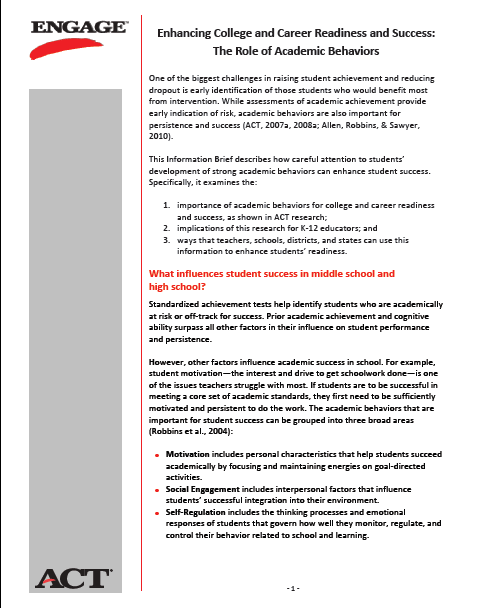 ENGAGE™
Enhancing College and Career Readiness and Success:
The Role of Academic Behaviors
One of the biggest challenges in raising student achievement and reducing
dropout is early identification of those students who would benefit most
from intervention. While assessments of academic achievement provide
early indication of risk, academic behaviors are also important for
persistence and success (ACT, 2007a, 2008a; Allen, Robbins, & Sawyer,
2010).
This Information Brief describes how careful attention to students'
development of strong academic behaviors can enhance student success.
Specifically, it examines the:
1. importance of academic behaviors for college and career readiness
and success, as shown in ACT research;
2. implications of this research for K-12 educators; and
3. ways that teachers, schools, districts, and states can use this
information to enhance students' readiness.
What influences student success in middle school and
high school?
Standardized achievement tests help identify students who are academically
at risk or off-track for success. Prior academic achievement and cognitive
ability surpass all other factors in their influence on student performance
and persistence.
However, other factors influence academic success in school. For example,
student motivation—the interest and drive to get schoolwork done—is one
of the issues teachers struggle with most. If students are to be successful in
meeting a core set of academic standards, they first need to be sufficiently
motivated and persistent to do the work. The academic behaviors that are
important for student success can be grouped into three broad areas
(Robbins et al., 2004):
• Motivation includes personal characteristics that help students succeed
academically by focusing and maintaining energies on goal-directed
activities.
• Social Engagement includes interpersonal factors that influence
students' successful integration into their environment.
• Self-Regulation includes the thinking processes and emotional
responses of students that govern how well they monitor, regulate, and
control their behavior related to school and learning.
ACT®
- 1 -